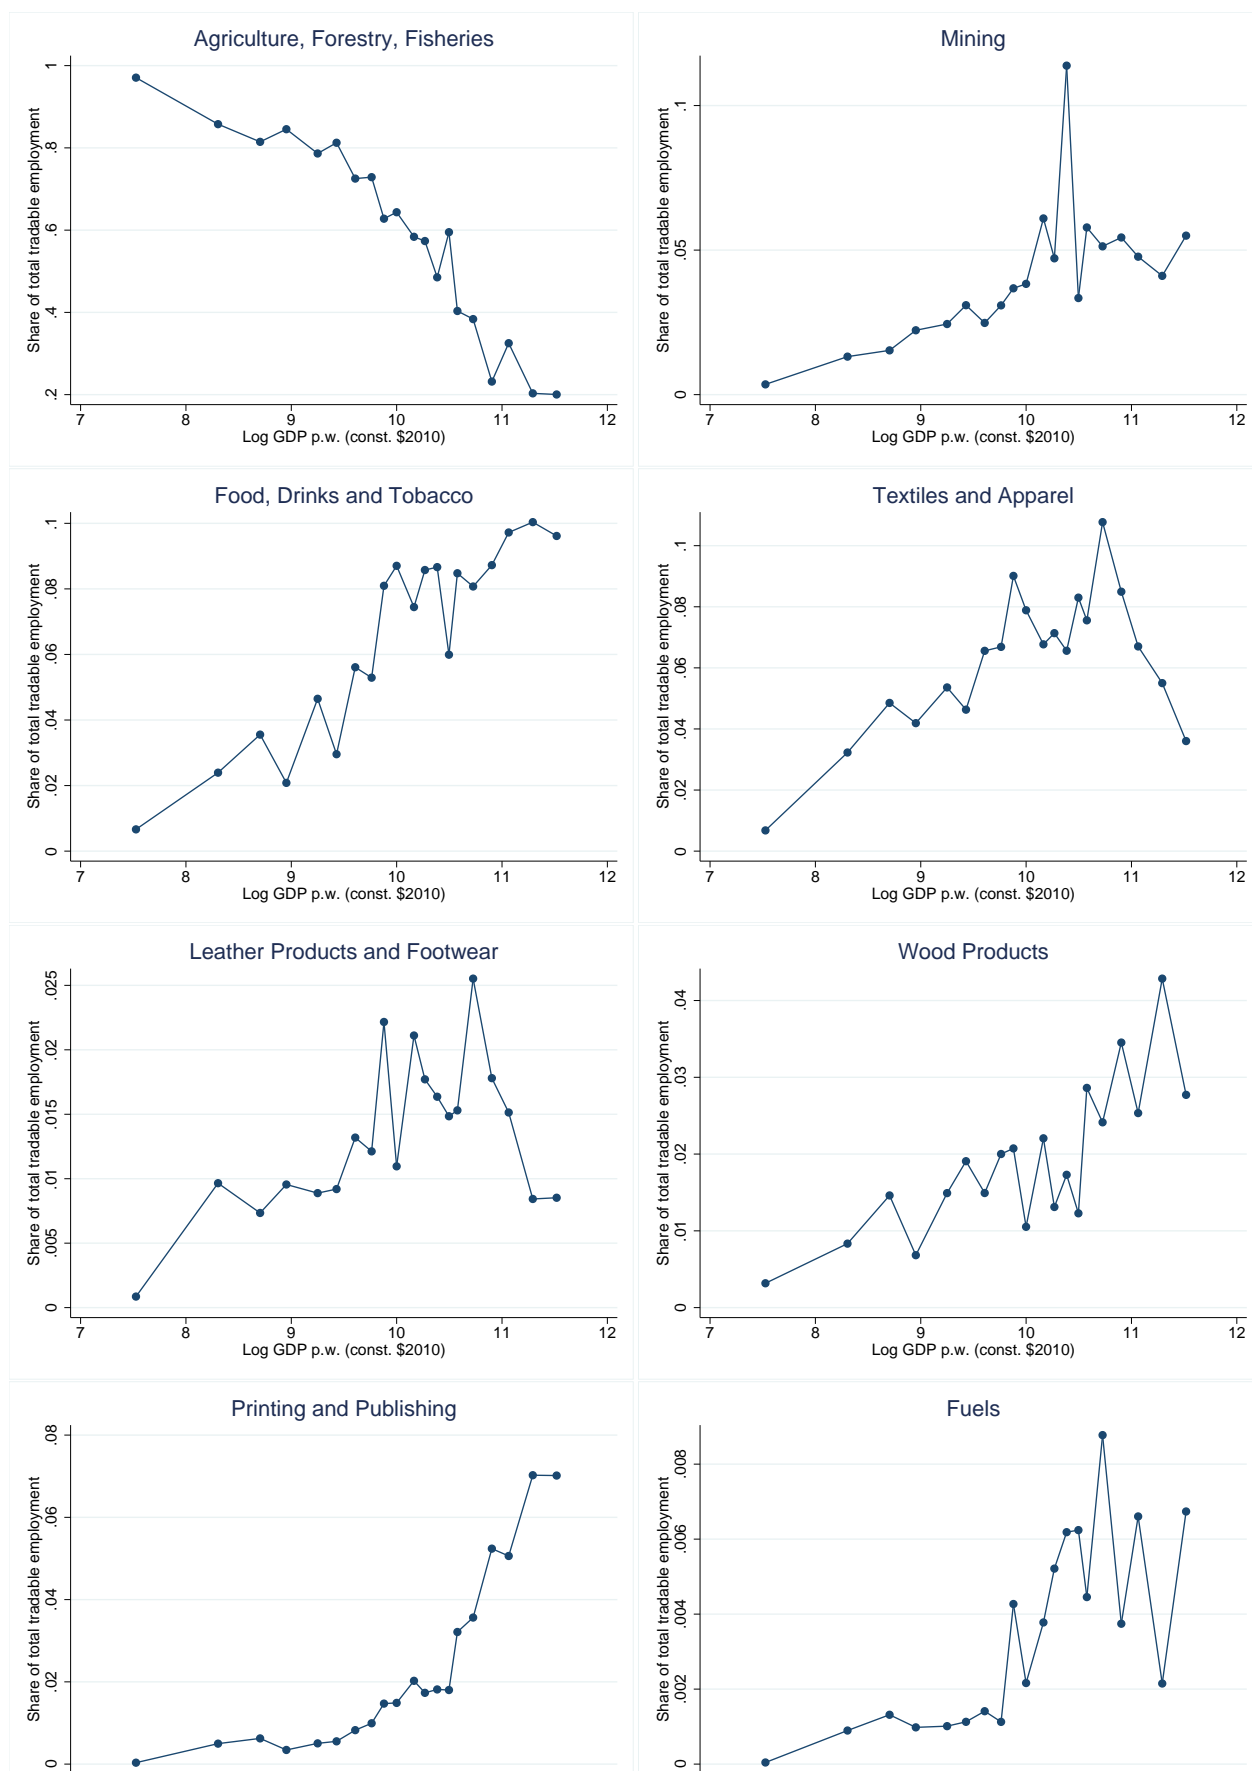 Agriculture, Forestry, Fisheries
Share of total tradable employment
1
.8
.6
.4
.2
7 8 9 10 11 12
Log GDP p.w. (const. $2010)
Mining
Share of total tradable employment
.1
.05
0
7 8 9 10 11 12
Log GDP p.w. (const. $2010)
Food, Drinks and Tobacco
Share of total tradable employment
.1
.08
.06
.04
.02
0
7 8 9 10 11 12
Log GDP p.w. (const. $2010)
Textiles and Apparel
Share of total tradable employment
.1
.08
.06
.04
.02
0
7 8 9 10 11 12
Log GDP p.w. (const. $2010)
Leather Products and Footwear
Share of total tradable employment
.025
.02
.015
.01
.005
0
7 8 9 10 11 12
Log GDP p.w. (const. $2010)
Wood Products
Share of total tradable employment
.04
.03
.02
.01
0
7 8 9 10 11 12
Log GDP p.w. (const. $2010)
Printing and Publishing
Share of total tradable employment
.08
.06
.04
.02
0
Fuels
Share of total tradable employment
.008
.006
.004
.002
0